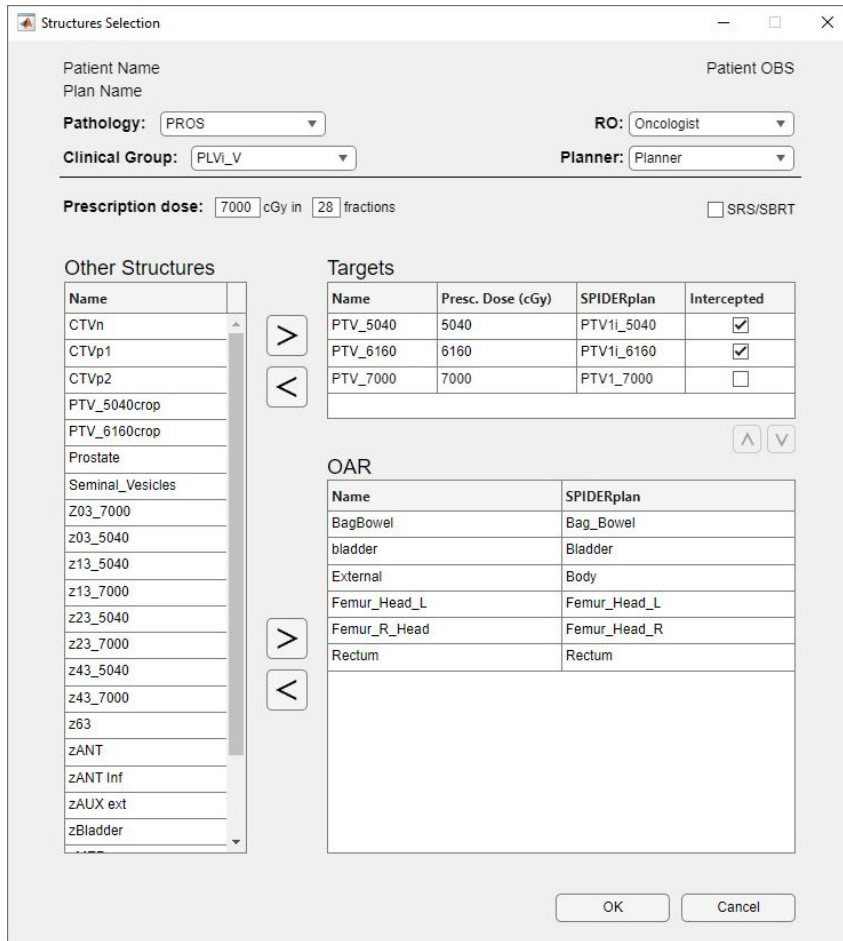 Structures Selection
Patient Name Patient OBS
Plan Name
Pathology: PROS RO: Oncologist
Clinical Group: PLVi_V Planner: Planner
Prescription dose: 7000 cGy in 28 fractions SRS/SBRT
Other Structures
Name
CTVn
CTVp1
CTVp2
PTV_5040crop
PTV_6160crop
Prostate
Seminal_Vesicles
Z03_7000
z03_5040
z13_5040
z13_7000
z23_5040
z23_7000
z43_5040
z43_7000
z63
zANT
zANT Inf
zAUX ext
zBladder
> <
Targets
Name Presc. Dose (cGy) SPIDERplan Intercepted
PTV_5040 5040 PTV1i_5040
PTV_6160 6160 PTV1i_6160
PTV_7000 7000 PTV1_7000
OAR
Name SPIDERplan
BagBowel Bag_Bowel
bladder Bladder
External Body
Femur_Head_L Femur_Head_L
Femur_R_Head Femur_Head_R
Rectum Rectum
> <
OK Cancel